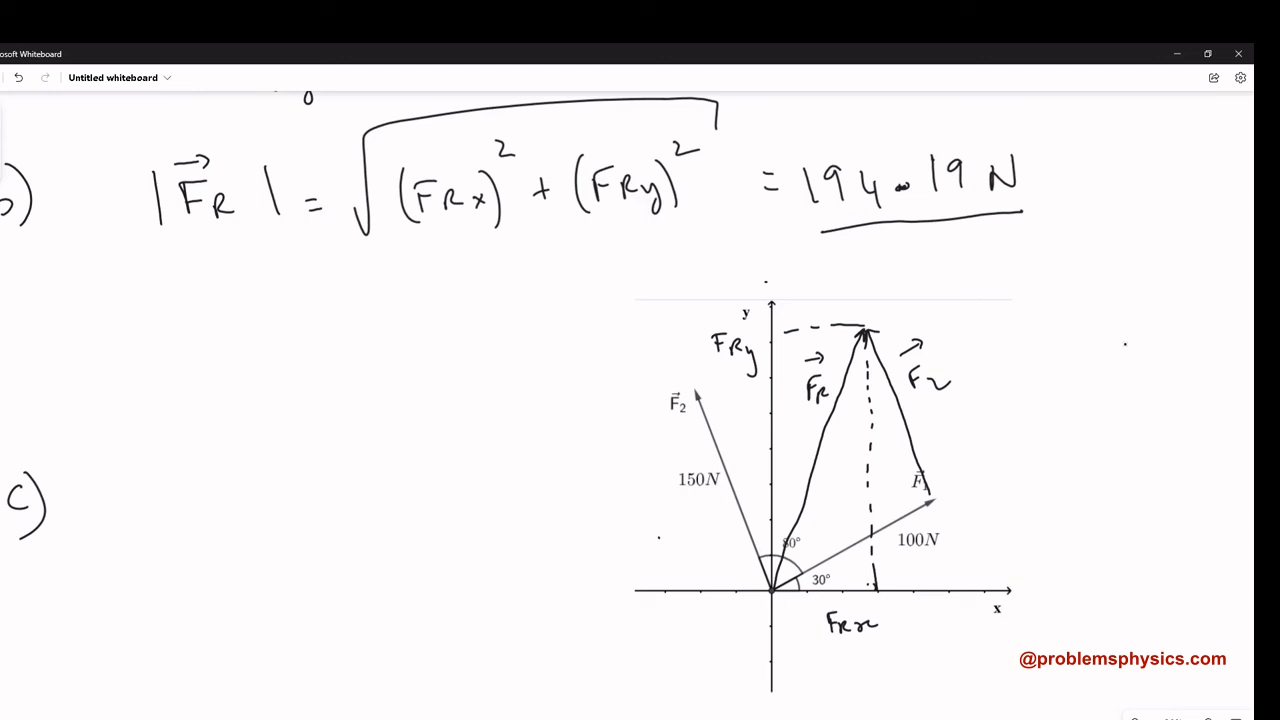 osoft Whiteboard
Untitled whiteboard
b) |F⃗R| = √((FRx)² + (FRy)²) = 194.19 N
y
FRy
F⃗R
F⃗2
F⃗₂
150N
C)
F⃗₁
80°
100N
30°
x
FRx
@problemsphysics.com